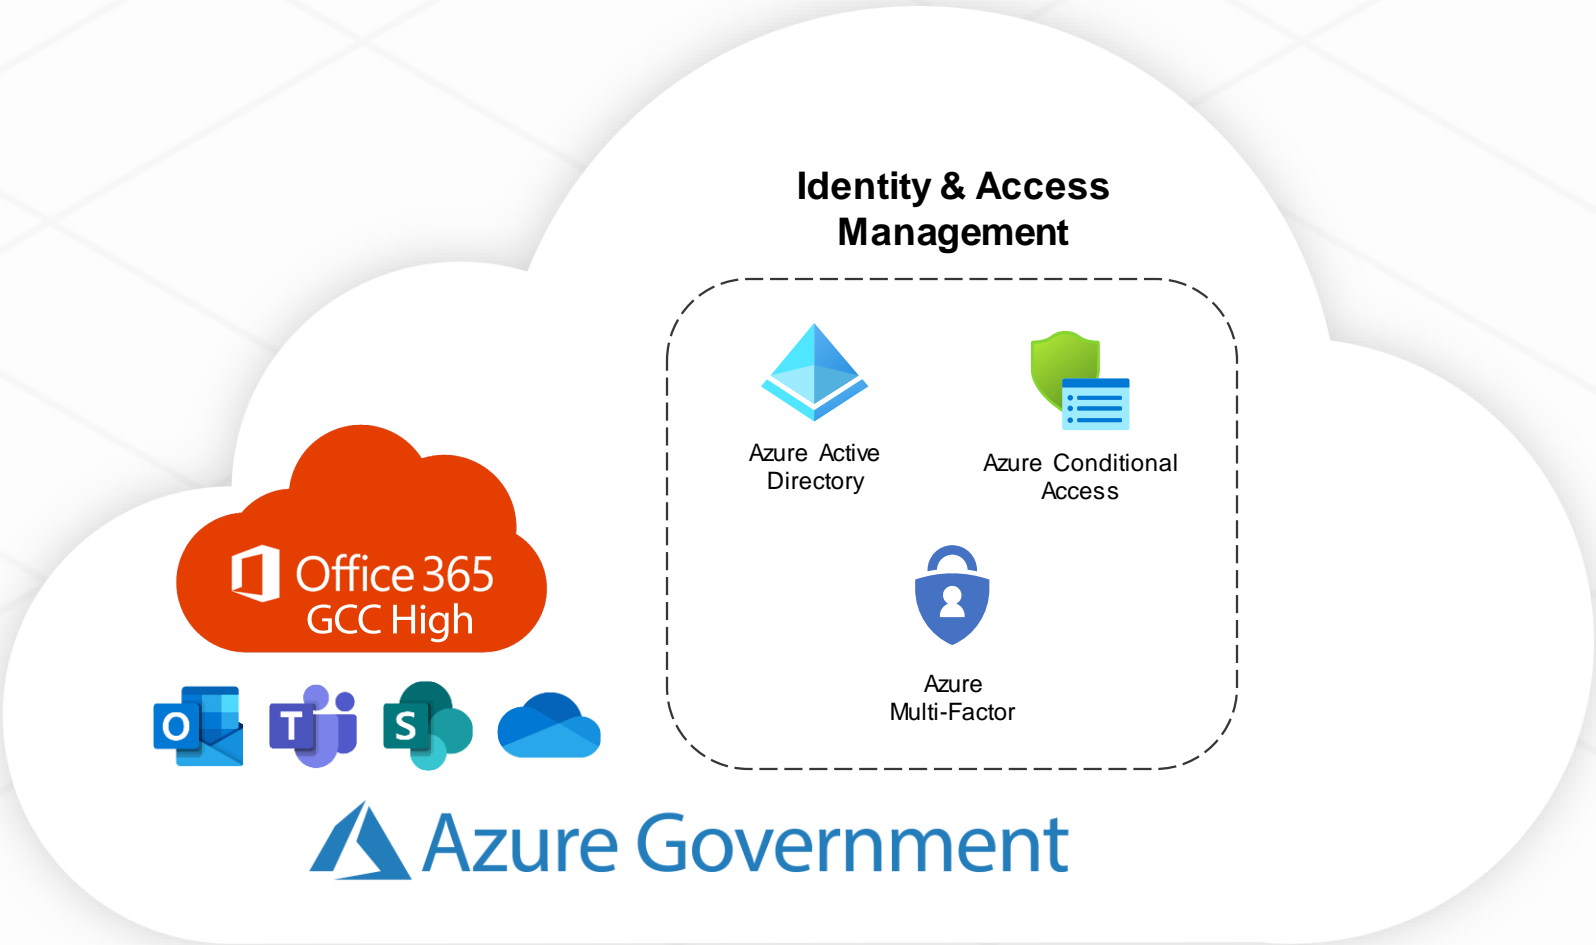 Identity & Access
Management
Azure Active
Directory
Azure Conditional
Access
Office 365
GCC High
Azure
Multi-Factor
O
T
S
Azure Government